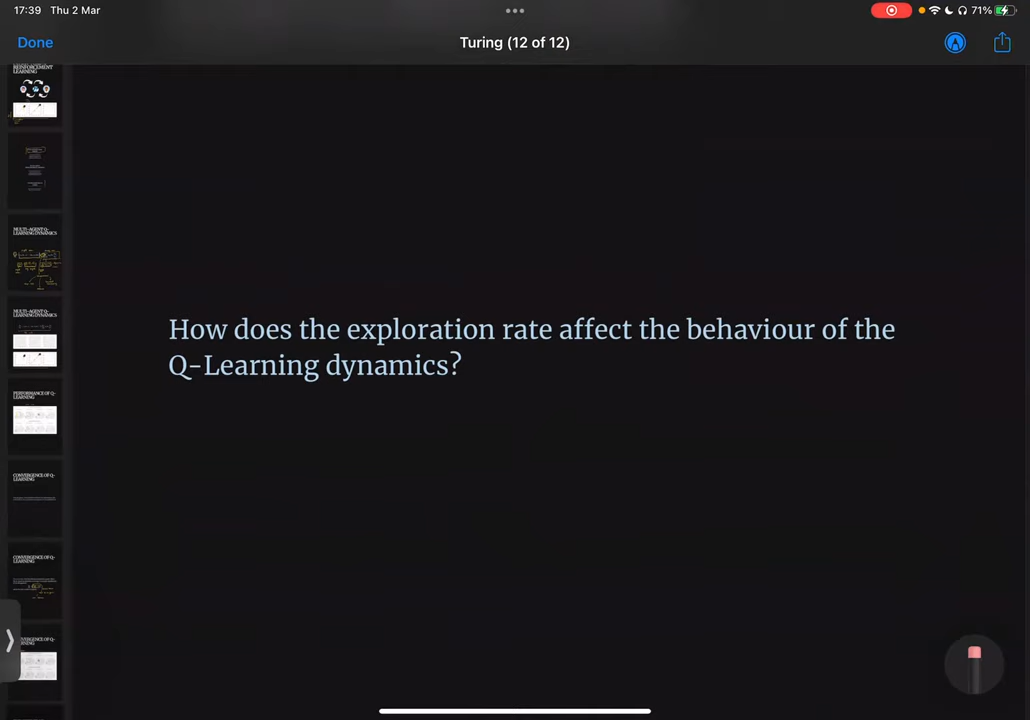 17:39 Thu 2 Mar
71%
Done
Turing (12 of 12)
REINFORCEMENT
LEARNING
MULTI-AGENT Q-
LEARNING DYNAMICS
MULTI-AGENT Q-
LEARNING DYNAMICS
PERFORMANCE OF Q-
LEARNING
CONVERGENCE OF Q-
LEARNING
CONVERGENCE OF Q-
LEARNING
How does the exploration rate affect the behaviour of the
Q-Learning dynamics?